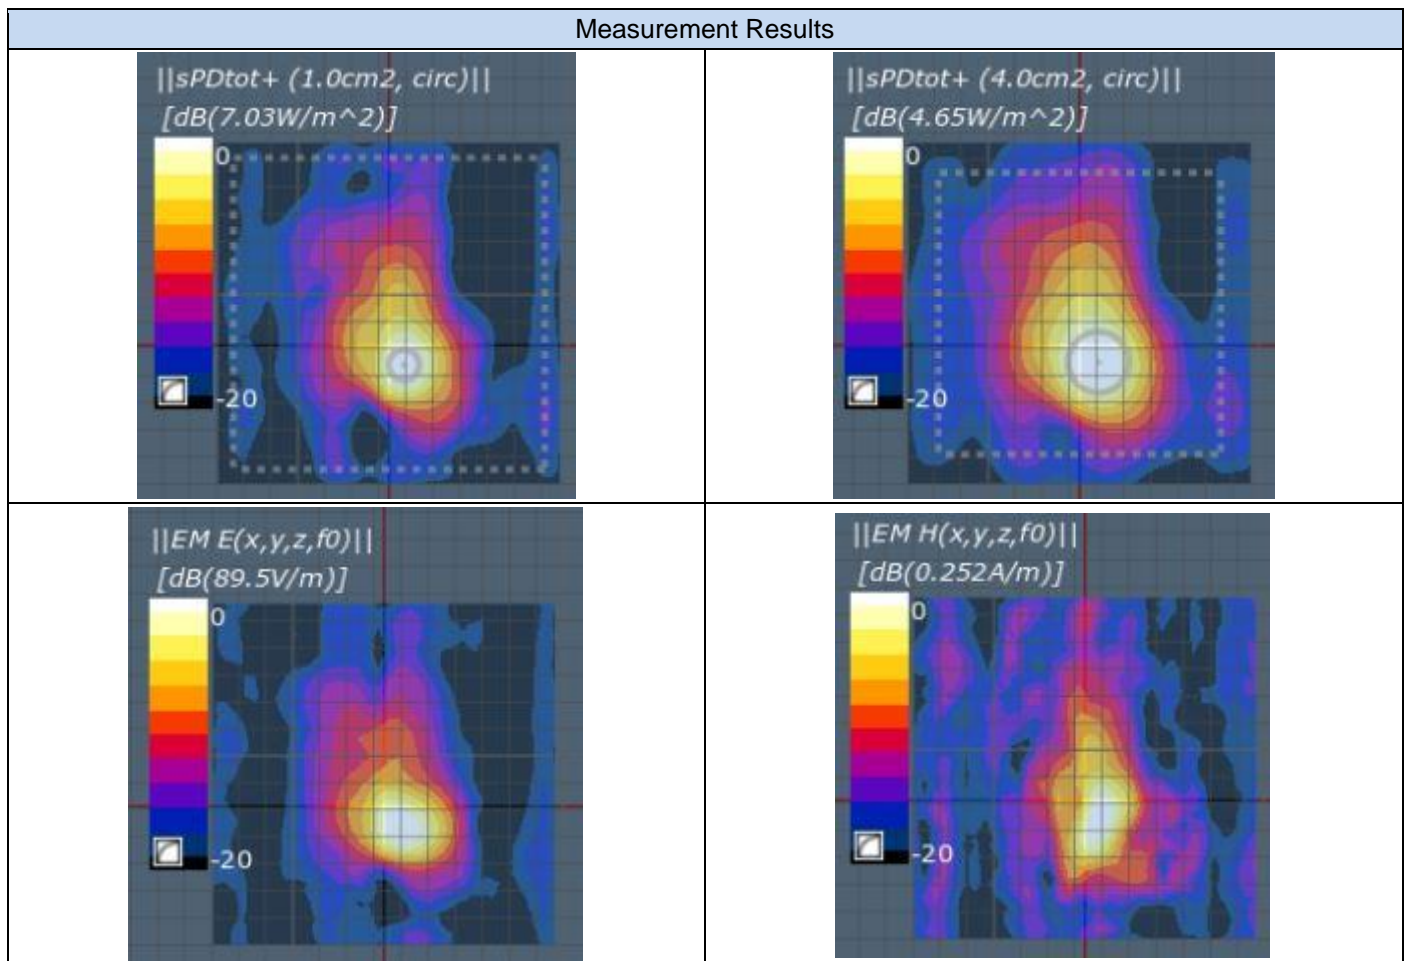 Measurement Results
||sPDtot+ (1.0cm2, circ)||
[dB(7.03W/m^2)]
0
-20
||sPDtot+ (4.0cm2, circ)||
[dB(4.65W/m^2)]
0
-20
||EM E(x,y,z,f0)||
[dB(89.5V/m)]
0
-20
||EM H(x,y,z,f0)||
[dB(0.252A/m)]
0
-20